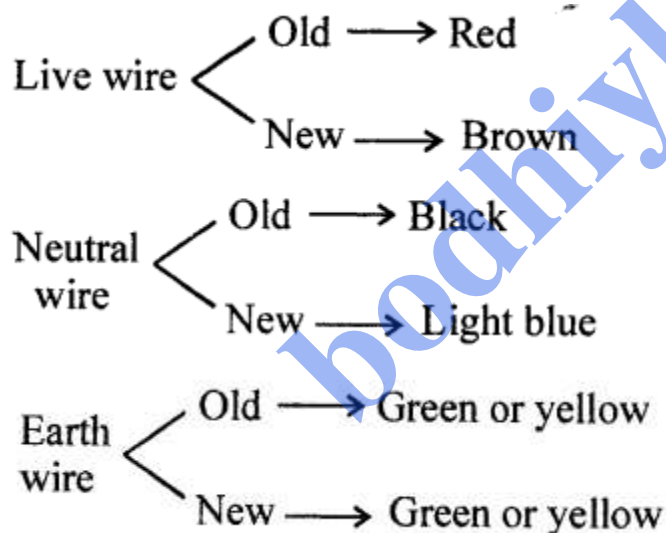 Old → Red
Live wire
New → Brown
Old → Black
Neutral
wire
New → Light blue
Old → Green or yellow
Earth
wire
New → Green or yellow
bodhiyl